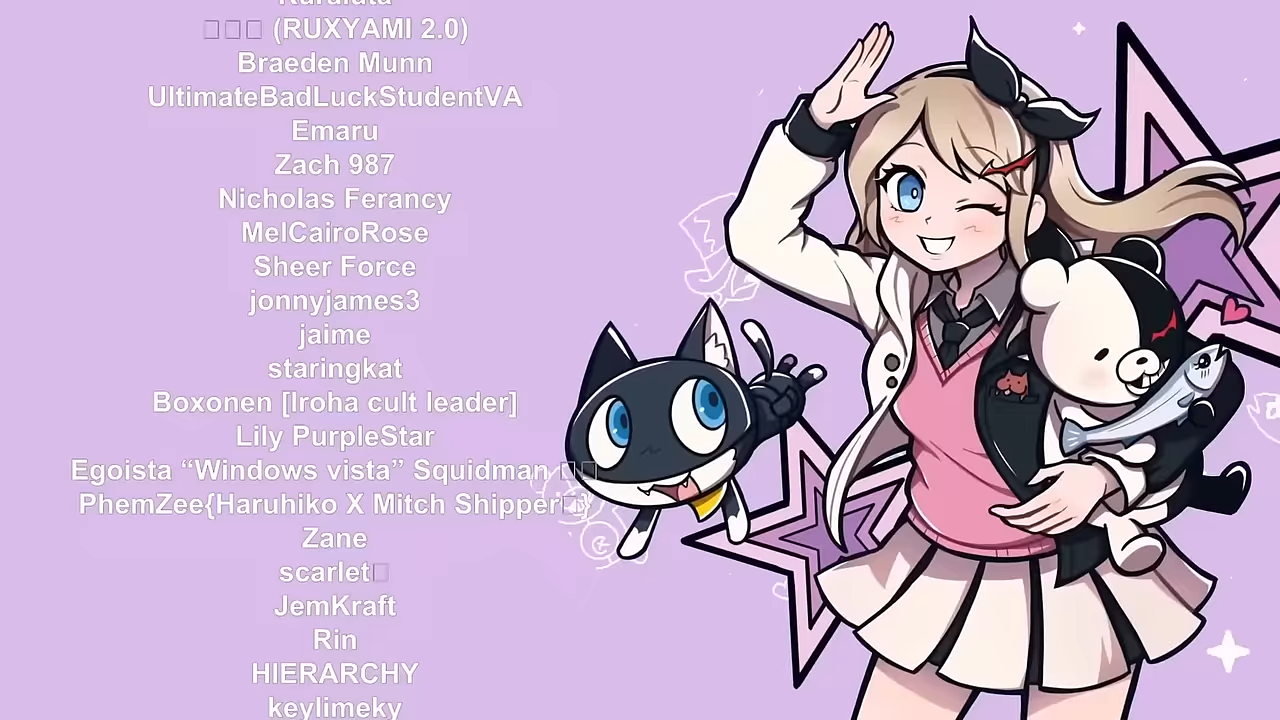 Rururuta
□□□ (RUXYAMI 2.0)
Braeden Munn
UltimateBadLuckStudentVA
Emaru
Zach 987
Nicholas Ferancy
MelCairoRose
Sheer Force
jonnyjames3
jaime
staringkat
Boxonen [Iroha cult leader]
Lily PurpleStar
Egoista “Windows vista” Squidman □□
PhemZee{Haruhiko X Mitch Shipper□}
Zane
scarlet□
JemKraft
Rin
HIERARCHY
keylimeky